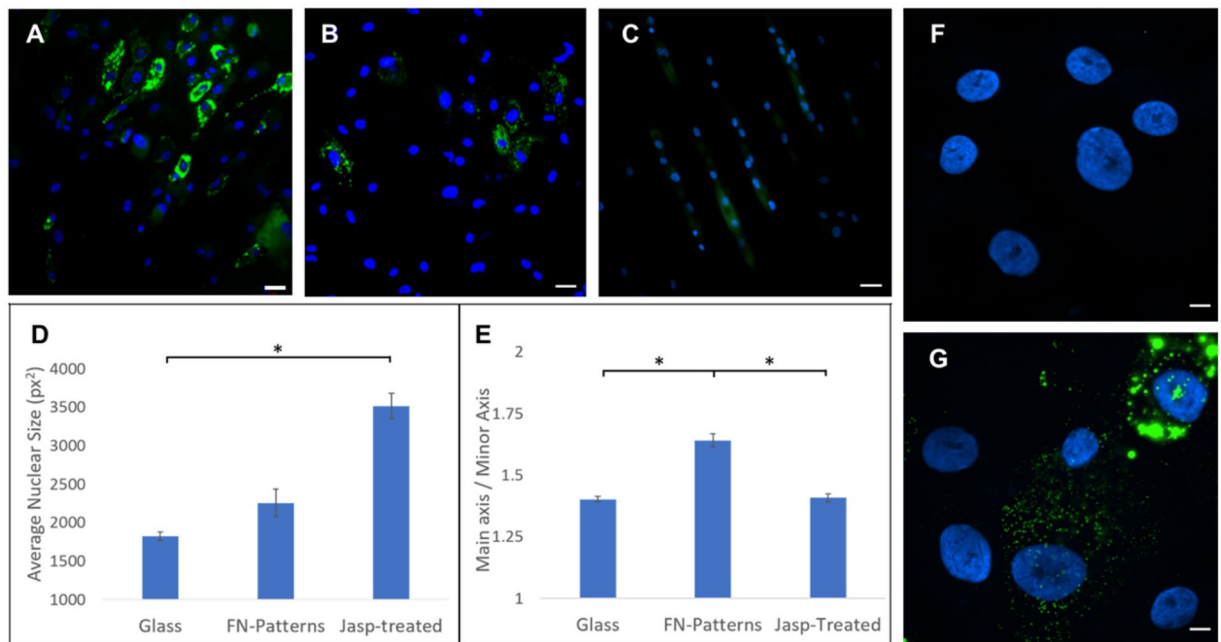 A
B
C
D
*
Average Nuclear Size (px²)
4000
3500
3000
2500
2000
1500
1000
Glass FN-Patterns Jasp-treated
E
* *
Main axis / Minor Axis
2
1.75
1.5
1.25
1
Glass FN-Patterns Jasp-Treated
F
G